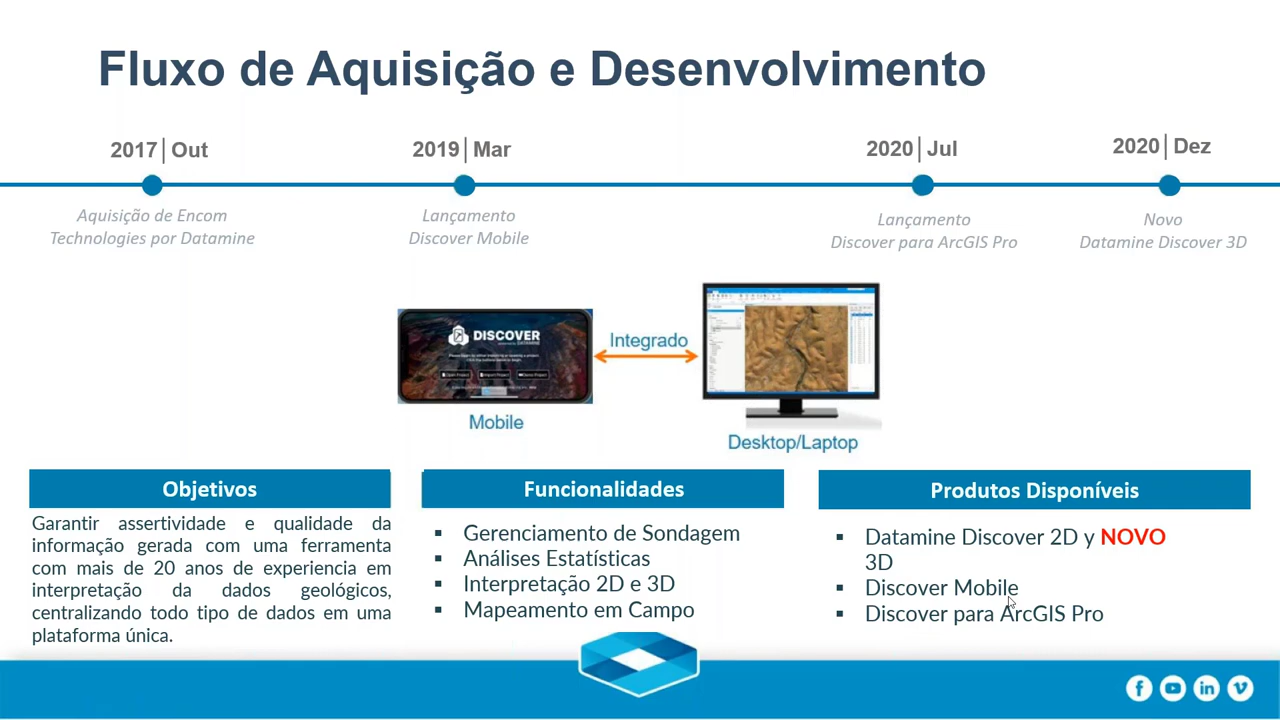 Fluxo de Aquisição e Desenvolvimento
2017|Out
2019|Mar
2020|Jul
2020|Dez
Aquisição de Encom
Technologies por Datamine
Lançamento
Discover Mobile
Lançamento
Discover para ArcGIS Pro
Novo
Datamine Discover 3D
DISCOVER
Integrado
Mobile
Desktop/Laptop
Objetivos
Garantir assertividade e qualidade da
informação gerada com uma ferramenta
com mais de 20 anos de experiencia em
interpretação da dados geológicos,
centralizando todo tipo de dados em uma
plataforma única.
Funcionalidades
▪ Gerenciamento de Sondagem
▪ Análises Estatísticas
▪ Interpretação 2D e 3D
▪ Mapeamento em Campo
Produtos Disponíveis
▪ Datamine Discover 2D y NOVO
3D
▪ Discover Mobile
▪ Discover para ArcGIS Pro